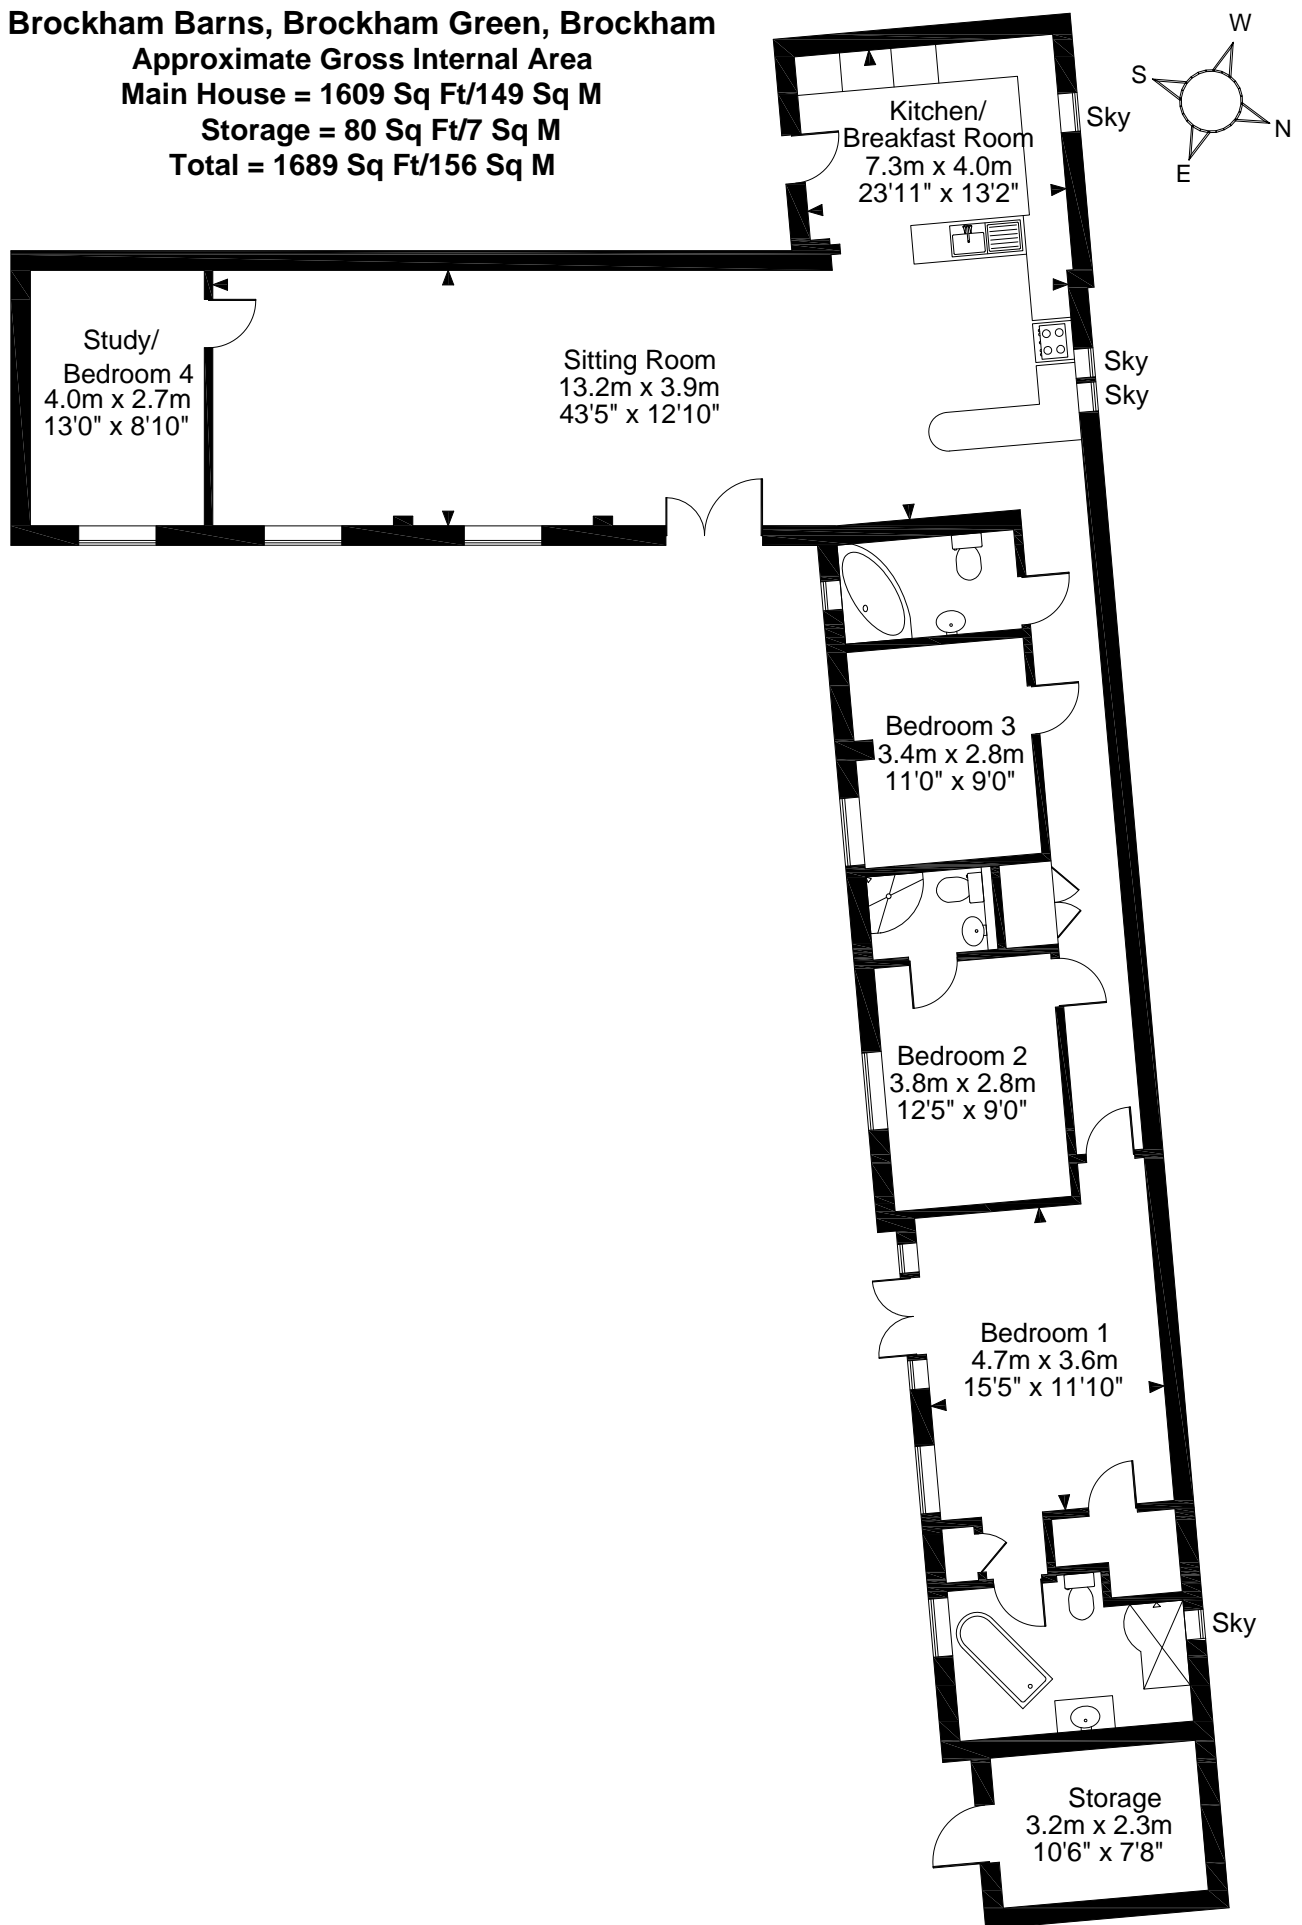 Brockham Barns, Brockham Green, Brockham
Approximate Gross Internal Area
Main House = 1609 Sq Ft/149 Sq M
Storage = 80 Sq Ft/7 Sq M
Total = 1689 Sq Ft/156 Sq M
W
S
N
E
Kitchen/
Breakfast Room
7.3m x 4.0m
23'11" x 13'2"
Sky
Study/
Bedroom 4
4.0m x 2.7m
13'0" x 8'10"
Sitting Room
13.2m x 3.9m
43'5" x 12'10"
Sky
Sky
Bedroom 3
3.4m x 2.8m
11'0" x 9'0"
Bedroom 2
3.8m x 2.8m
12'5" x 9'0"
Bedroom 1
4.7m x 3.6m
15'5" x 11'10"
Sky
Storage
3.2m x 2.3m
10'6" x 7'8"